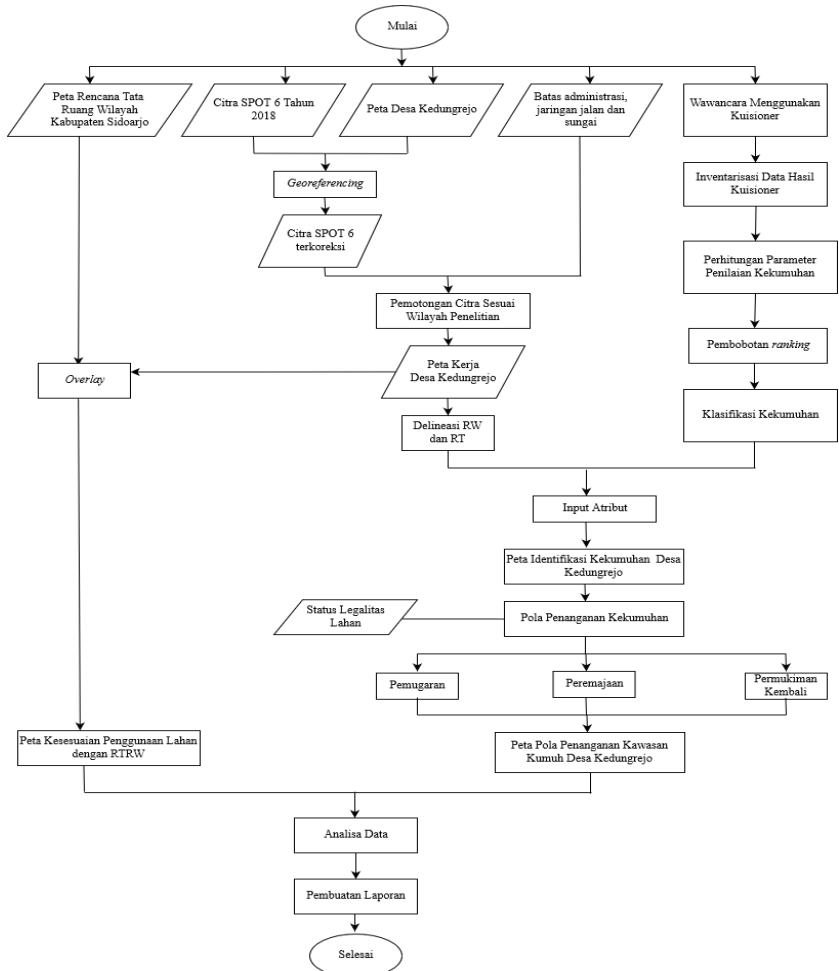 Mulai
Peta Rencana Tata
Ruang Wilayah
Kabupaten Sidoarjo
Citra SPOT 6 Tahun
2018
Peta Desa Kedungrejo
Batas administrasi,
jaringan jalan dan
sungai
Wawancara Menggunakan
Kuisioner
Georeferencing
Inventarisasi Data Hasil
Kuisioner
Citra SPOT 6
terkoreksi
Perhitungan Parameter
Penilaian Kekumuhan
Pemotongan Citra Sesuai
Wilayah Penelitian
Pembobotan ranking
Overlay
Peta Kerja
Desa Kedungrejo
Klasifikasi Kekumuhan
Delineasi RW
dan RT
Input Atribut
Peta Identifikasi Kekumuhan Desa
Kedungrejo
Status Legalitas
Lahan
Pola Penanganan Kekumuhan
Pemugaran
Peremajaan
Permukiman
Kembali
Peta Kesesuaian Penggunaan Lahan
dengan RTRW
Peta Pola Penanganan Kawasan
Kumuh Desa Kedungrejo
Analisa Data
Pembuatan Laporan
Selesai